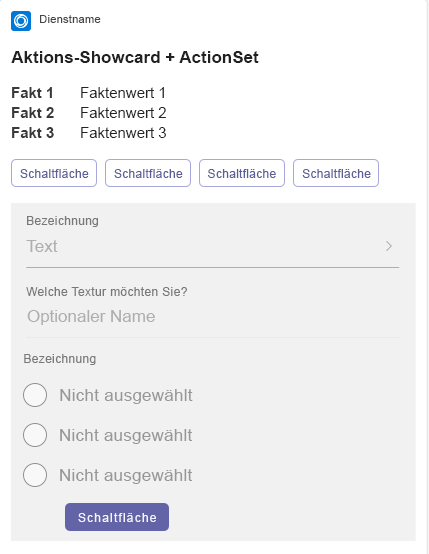 Dienstname
Aktions-Showcard + ActionSet
Fakt 1 Faktenwert 1
Fakt 2 Faktenwert 2
Fakt 3 Faktenwert 3
Schaltfläche Schaltfläche Schaltfläche Schaltfläche
Bezeichnung
Text
Welche Textur möchten Sie?
Optionaler Name
Bezeichnung
Nicht ausgewählt
Nicht ausgewählt
Nicht ausgewählt
Schaltfläche